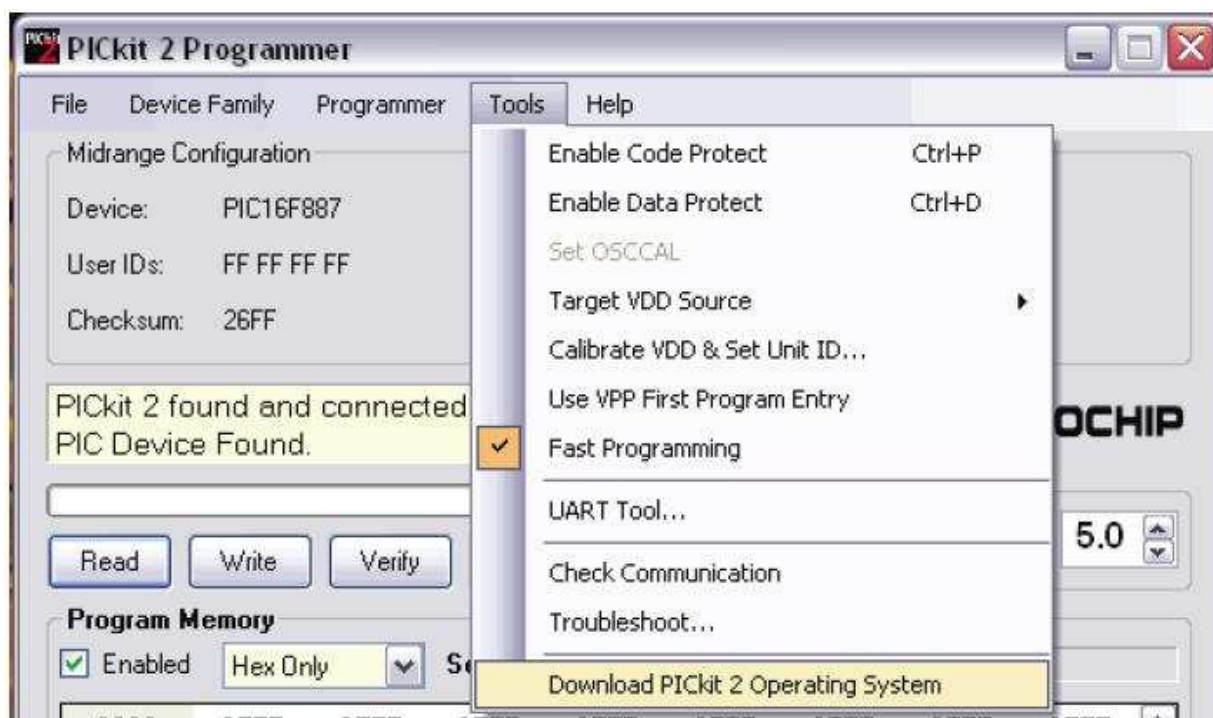 PICkit 2 Programmer
File Device Family Programmer Tools Help
Midrange Configuration
Device: PIC16F887
User IDs: FF FF FF FF
Checksum: 26FF
PICkit 2 found and connected
PIC Device Found.
Read Write Verify
Program Memory
Enabled Hex Only
Enable Code Protect Ctrl+P
Enable Data Protect Ctrl+D
Set OSCCAL
Target VDD Source
Calibrate VDD & Set Unit ID...
Use VPP First Program Entry
Fast Programming
UART Tool...
Check Communication
Troubleshoot...
Download PICkit 2 Operating System
OCHIP
5.0